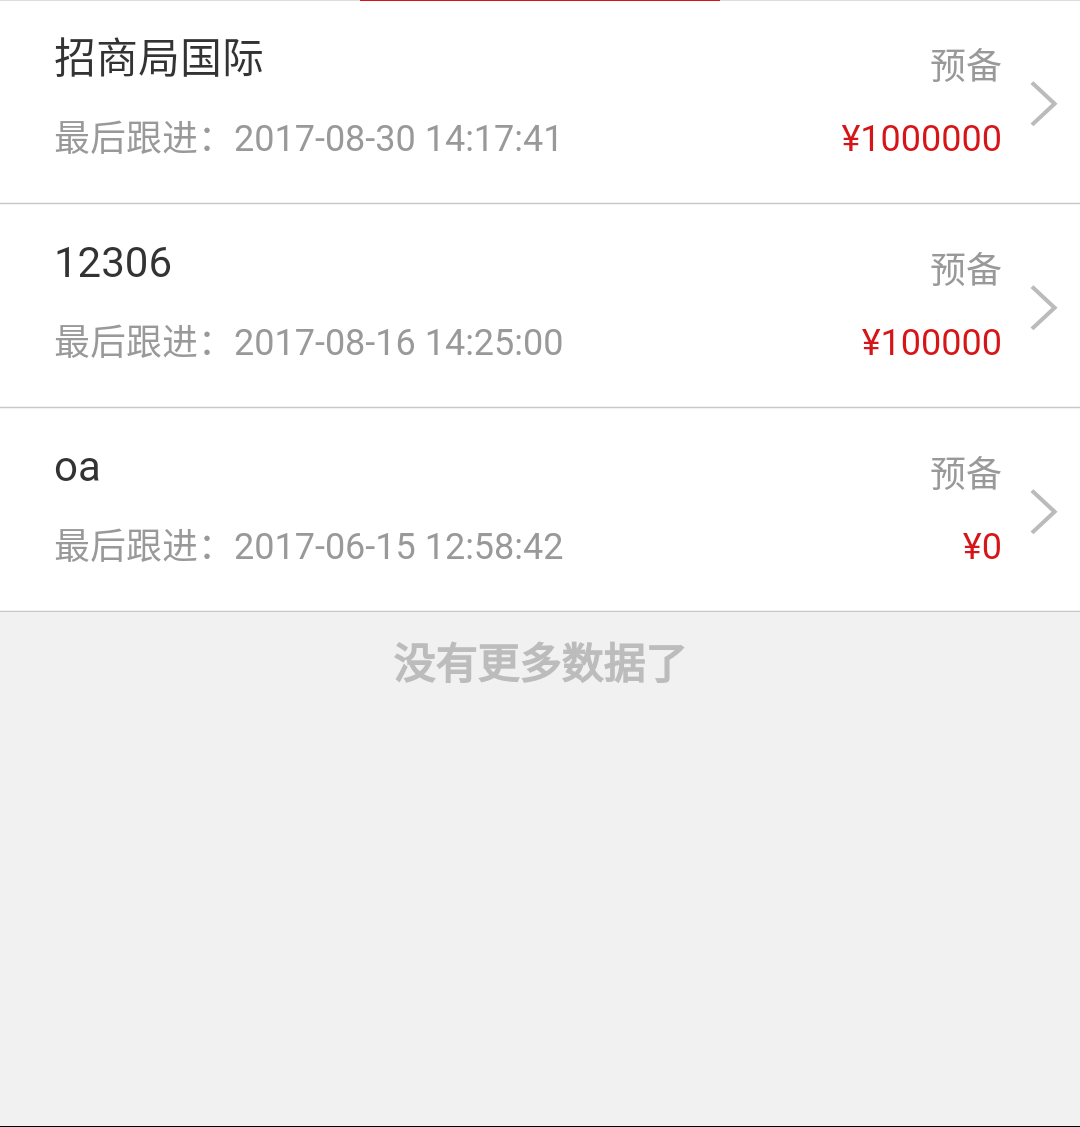 招商局国际
预备
最后跟进：2017-08-30 14:17:41
¥1000000
12306
预备
最后跟进：2017-08-16 14:25:00
¥100000
oa
预备
最后跟进：2017-06-15 12:58:42
¥0
没有更多数据了